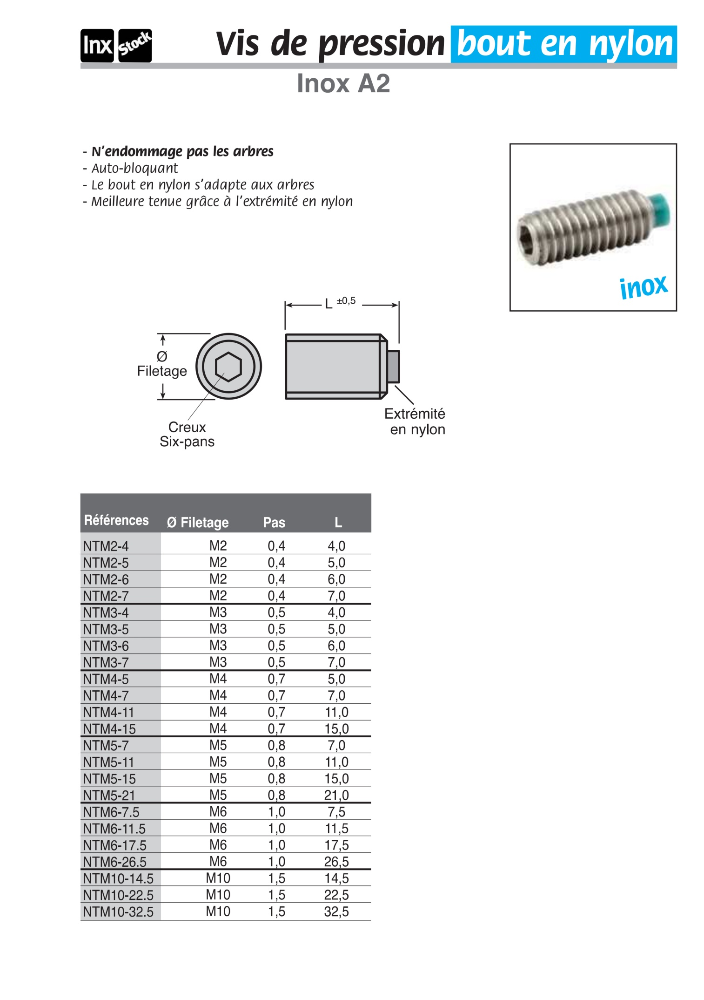 Inx Stock
Vis de pression bout en nylon
Inox A2
- N'endommage pas les arbres
- Auto-bloquant
- Le bout en nylon s'adapte aux arbres
- Meilleure tenue grâce à l'extrémité en nylon
inox
L ±0,5
Ø
Filetage
Creux
Six-pans
Extrémité
en nylon
Références Ø Filetage Pas L
NTM2-4 M2 0,4 4,0
NTM2-5 M2 0,4 5,0
NTM2-6 M2 0,4 6,0
NTM2-7 M2 0,4 7,0
NTM3-4 M3 0,5 4,0
NTM3-5 M3 0,5 5,0
NTM3-6 M3 0,5 6,0
NTM3-7 M3 0,5 7,0
NTM4-5 M4 0,7 5,0
NTM4-7 M4 0,7 7,0
NTM4-11 M4 0,7 11,0
NTM4-15 M4 0,7 15,0
NTM5-7 M5 0,8 7,0
NTM5-11 M5 0,8 11,0
NTM5-15 M5 0,8 15,0
NTM5-21 M5 0,8 21,0
NTM6-7.5 M6 1,0 7,5
NTM6-11.5 M6 1,0 11,5
NTM6-17.5 M6 1,0 17,5
NTM6-26.5 M6 1,0 26,5
NTM10-14.5 M10 1,5 14,5
NTM10-22.5 M10 1,5 22,5
NTM10-32.5 M10 1,5 32,5